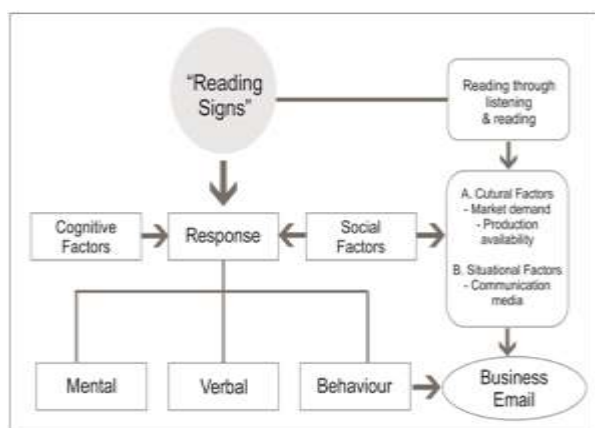 “Reading
Signs”
Reading through
listening
& reading
Cognitive
Factors
Response
Social
Factors
A. Cutural Factors
- Market demand
- Production
availability
B. Situational Factors
- Communication
media
Mental
Verbal
Behaviour
Business
Email